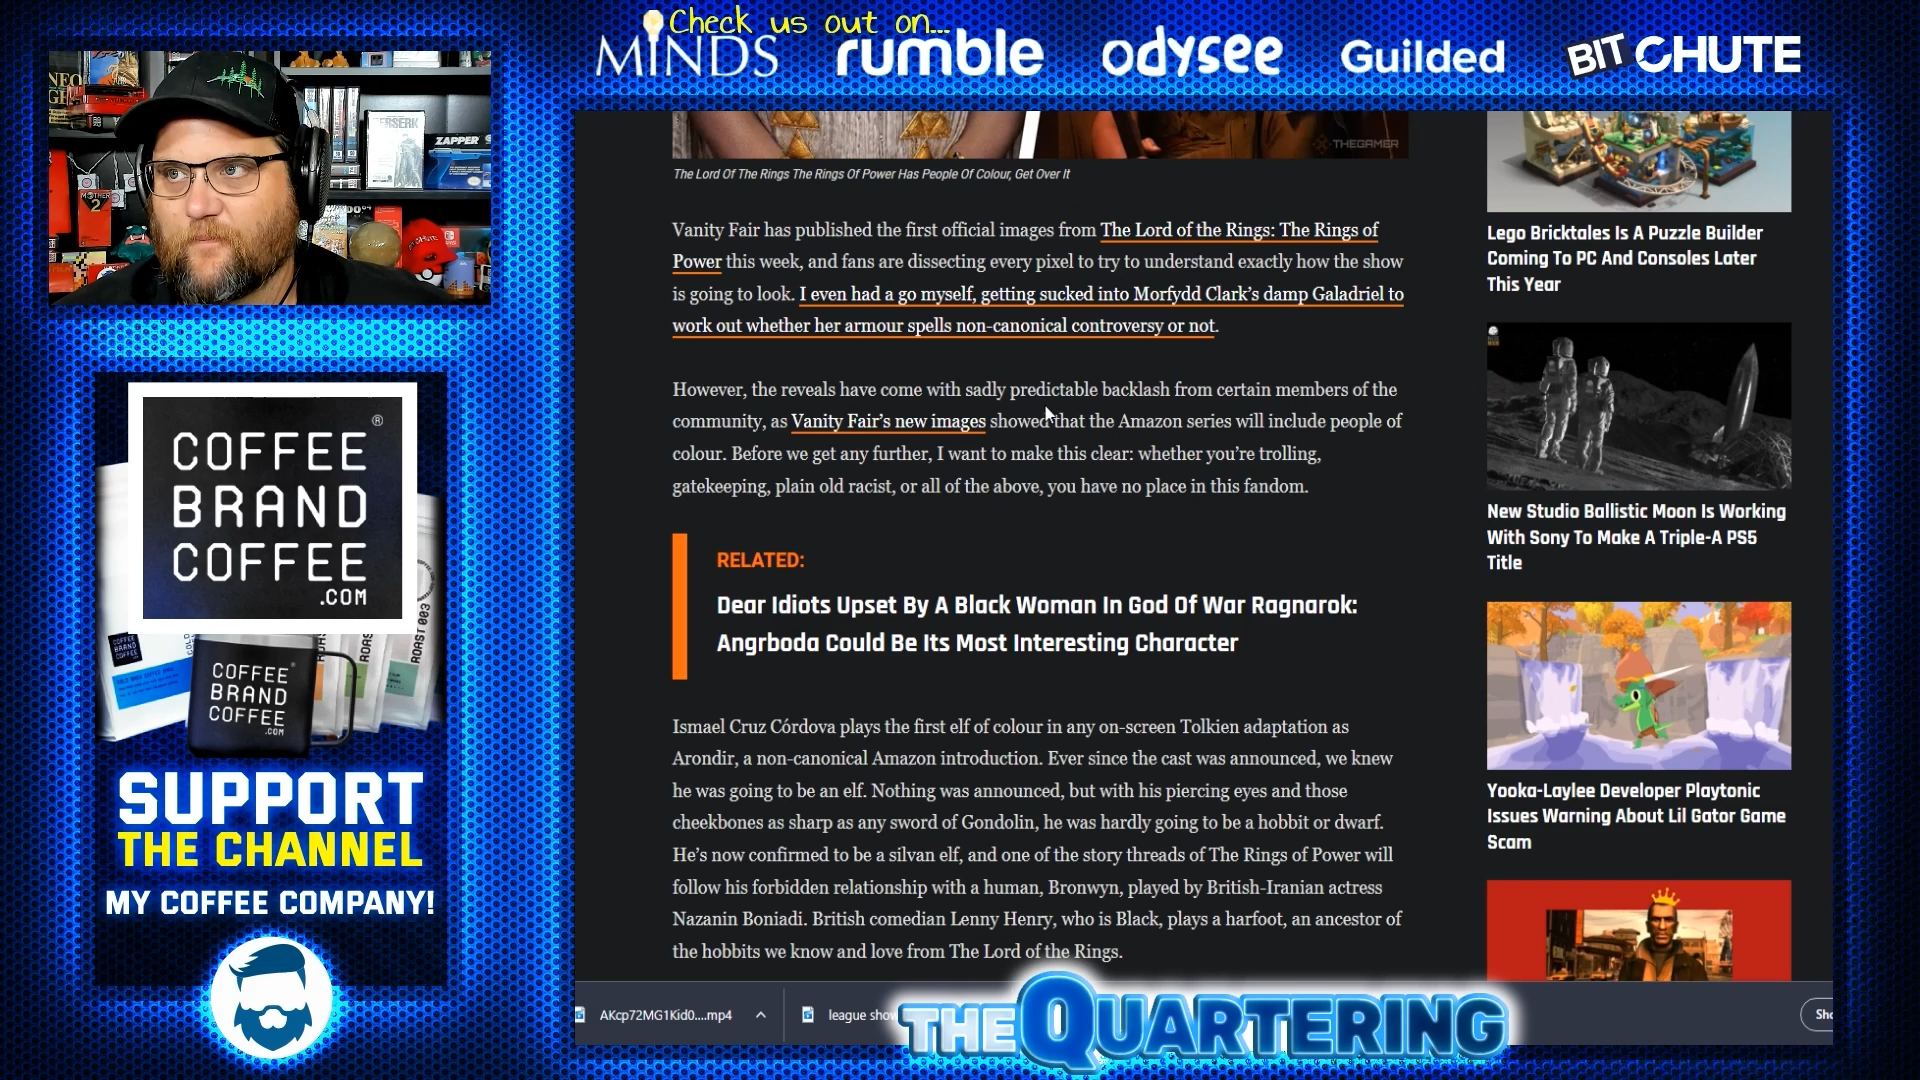 Check us out on...
MINDS
rumble
odysee
Guilded
BIT CHUTE
BERSERK
ZAPPER
MOTHER
2
THEGAMER
The Lord Of The Rings The Rings Of Power Has People Of Colour, Get Over It
Vanity Fair has published the first official images from The Lord of the Rings: The Rings of
Power this week, and fans are dissecting every pixel to try to understand exactly how the show
is going to look. I even had a go myself, getting sucked into Morfydd Clark’s damp Galadriel to
work out whether her armour spells non-canonical controversy or not.
However, the reveals have come with sadly predictable backlash from certain members of the
community, as Vanity Fair’s new images showed that the Amazon series will include people of
colour. Before we get any further, I want to make this clear: whether you’re trolling,
gatekeeping, plain old racist, or all of the above, you have no place in this fandom.
RELATED:
Dear Idiots Upset By A Black Woman In God Of War Ragnarok:
Angrboda Could Be Its Most Interesting Character
Ismael Cruz Córdova plays the first elf of colour in any on-screen Tolkien adaptation as
Arondir, a non-canonical Amazon introduction. Ever since the cast was announced, we knew
he was going to be an elf. Nothing was announced, but with his piercing eyes and those
cheekbones as sharp as any sword of Gondolin, he was hardly going to be a hobbit or dwarf.
He’s now confirmed to be a silvan elf, and one of the story threads of The Rings of Power will
follow his forbidden relationship with a human, Bronwyn, played by British-Iranian actress
Nazanin Boniadi. British comedian Lenny Henry, who is Black, plays a harfoot, an ancestor of
the hobbits we know and love from The Lord of the Rings.
Lego Bricktales Is A Puzzle Builder
Coming To PC And Consoles Later
This Year
New Studio Ballistic Moon Is Working
With Sony To Make A Triple-A PS5
Title
Yooka-Laylee Developer Playtonic
Issues Warning About Lil Gator Game
Scam
COFFEE ®
BRAND
COFFEE
.COM
ROAST 003
COFFEE
BRAND
COFFEE
.COM
SUPPORT
THE CHANNEL
MY COFFEE COMPANY!
AKcp72MG1Kid0....mp4
league sho
THE QUARTERING